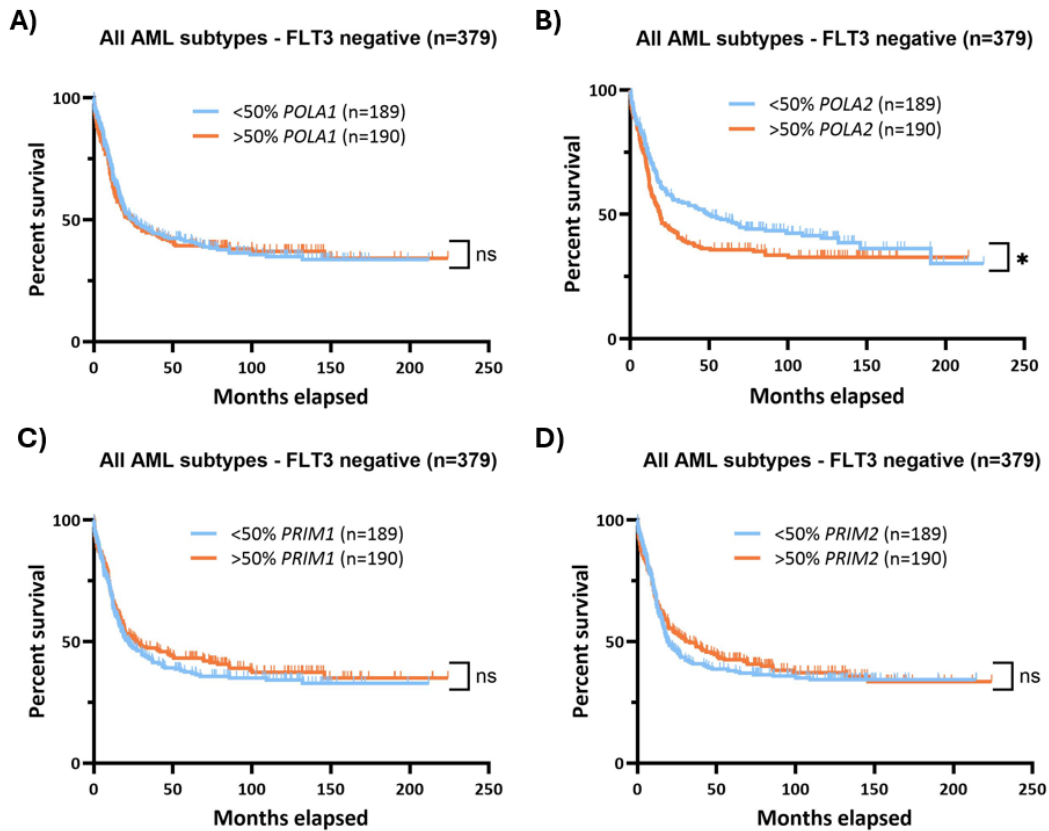 A)
All AML subtypes - FLT3 negative (n=379)
<50% POLA1 (n=189)
>50% POLA1 (n=190)
Percent survival
100
50
0
0 50 100 150 200 250
Months elapsed
ns
B)
All AML subtypes - FLT3 negative (n=379)
<50% POLA2 (n=189)
>50% POLA2 (n=190)
Percent survival
100
50
0
0 50 100 150 200 250
Months elapsed
*
C)
All AML subtypes - FLT3 negative (n=379)
<50% PRIM1 (n=189)
>50% PRIM1 (n=190)
Percent survival
100
50
0
0 50 100 150 200 250
Months elapsed
ns
D)
All AML subtypes - FLT3 negative (n=379)
<50% PRIM2 (n=189)
>50% PRIM2 (n=190)
Percent survival
100
50
0
0 50 100 150 200 250
Months elapsed
ns